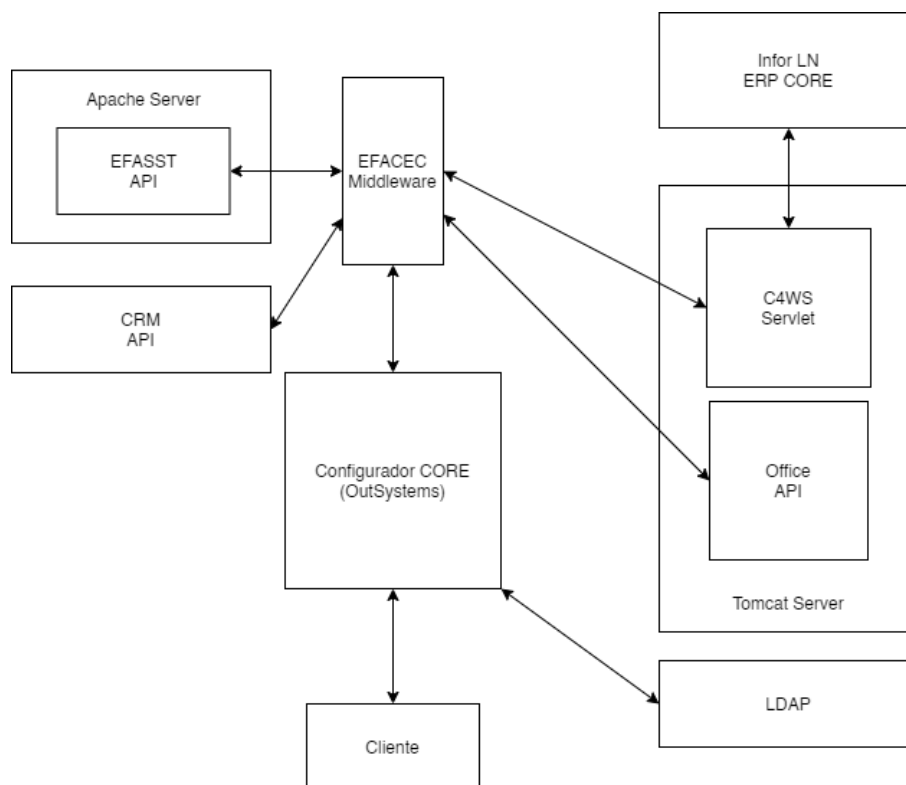 Infor LN
ERP CORE
Apache Server
EFASST
API
EFACEC
Middleware
C4WS
Servlet
CRM
API
Configurador CORE
(OutSystems)
Office
API
Tomcat Server
LDAP
Cliente